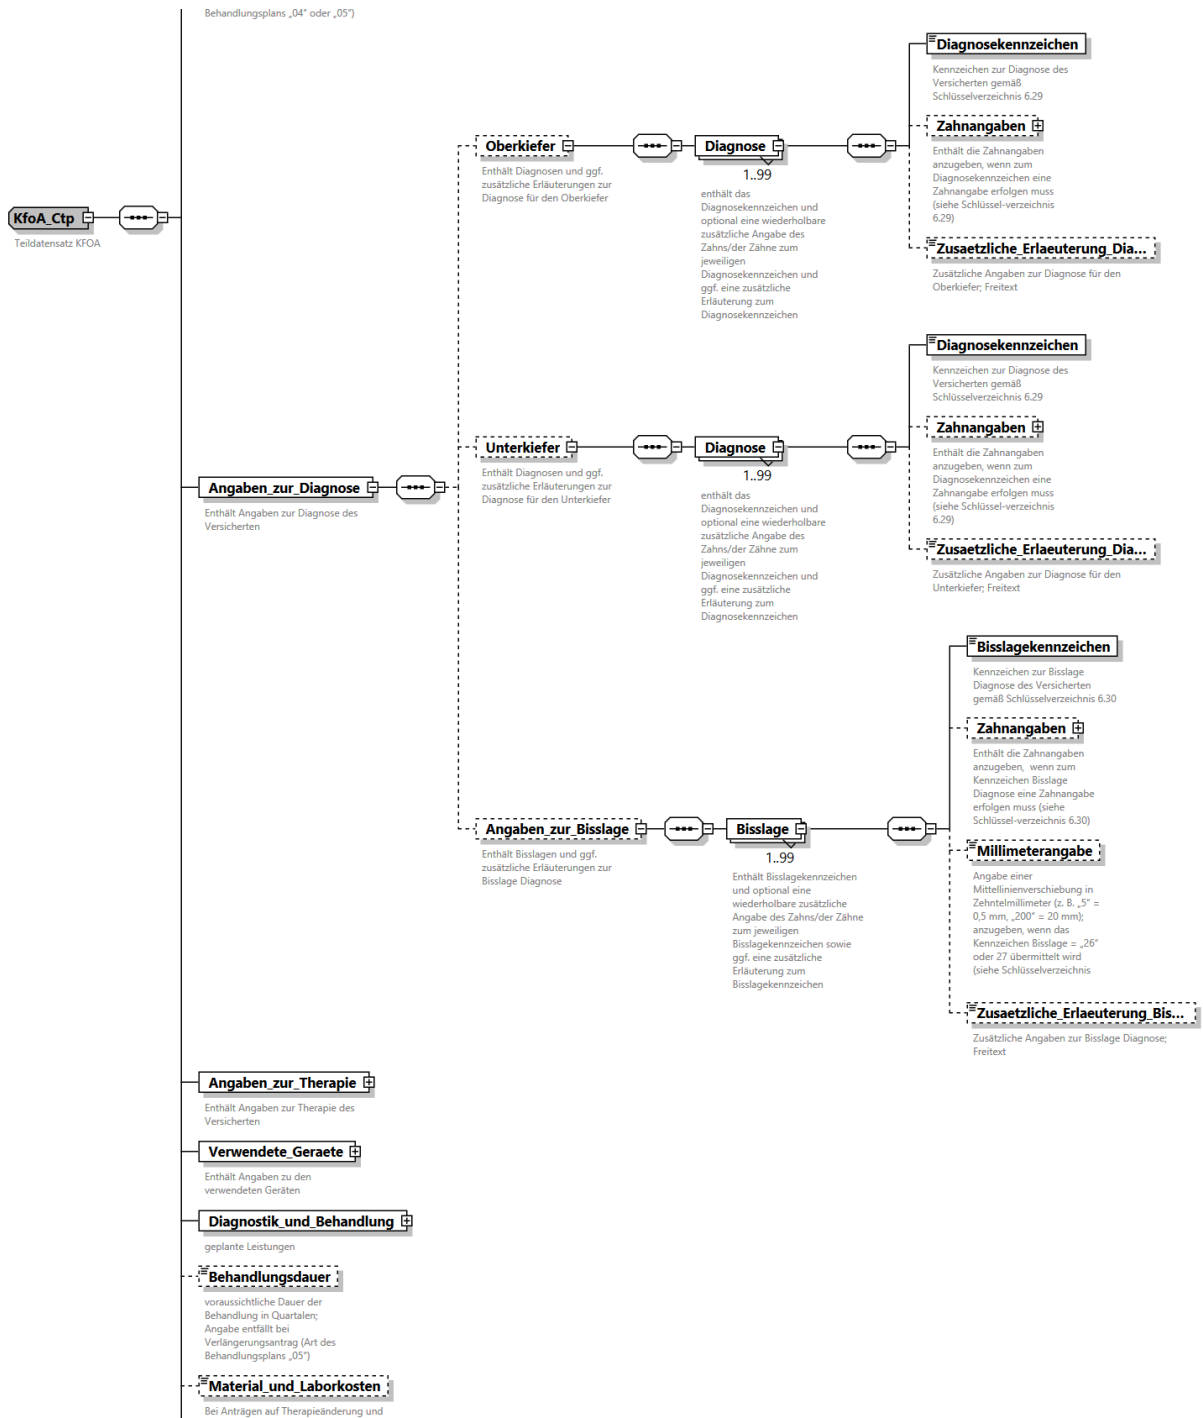 Behandlungsplans „04" oder „05")
KfoA_Ctp
Teildatensatz KFOA
Angaben_zur_Diagnose
Enthält Angaben zur Diagnose des
Versicherten
Oberkiefer
Enthält Diagnosen und ggf.
zusätzliche Erläuterungen zur
Diagnose für den Oberkiefer
Diagnose
1..99
enthält das
Diagnosekennzeichen und
optional eine wiederholbare
zusätzliche Angabe des
Zahns/der Zähne zum
jeweiligen
Diagnosekennzeichen und
ggf. eine zusätzliche
Erläuterung zum
Diagnosekennzeichen
Diagnosekennzeichen
Kennzeichen zur Diagnose des
Versicherten gemäß
Schlüsselverzeichnis 6.29
Zahnangaben
Enthält die Zahnangaben
anzugeben, wenn zum
Diagnosekennzeichen eine
Zahnangabe erfolgen muss
(siehe Schlüssel-verzeichnis
6.29)
Zusaetzliche_Erlaeuterung_Dia...
Zusätzliche Angaben zur Diagnose für den
Oberkiefer; Freitext
Unterkiefer
Enthält Diagnosen und ggf.
zusätzliche Erläuterungen zur
Diagnose für den Unterkiefer
Diagnose
1..99
enthält das
Diagnosekennzeichen und
optional eine wiederholbare
zusätzliche Angabe des
Zahns/der Zähne zum
jeweiligen
Diagnosekennzeichen und
ggf. eine zusätzliche
Erläuterung zum
Diagnosekennzeichen
Diagnosekennzeichen
Kennzeichen zur Diagnose des
Versicherten gemäß
Schlüsselverzeichnis 6.29
Zahnangaben
Enthält die Zahnangaben
anzugeben, wenn zum
Diagnosekennzeichen eine
Zahnangabe erfolgen muss
(siehe Schlüssel-verzeichnis
6.29)
Zusaetzliche_Erlaeuterung_Dia...
Zusätzliche Angaben zur Diagnose für den
Unterkiefer; Freitext
Angaben_zur_Bisslage
Enthält Bisslagen und ggf.
zusätzliche Erläuterungen zur
Bisslage Diagnose
Bisslage
1..99
Enthält Bisslagekennzeichen
und optional eine
wiederholbare zusätzliche
Angabe des Zahns/der Zähne
zum jeweiligen
Bisslagekennzeichen sowie
ggf. eine zusätzliche
Erläuterung zum
Bisslagekennzeichen
Bisslagekennzeichen
Kennzeichen zur Bisslage
Diagnose des Versicherten
gemäß Schlüsselverzeichnis 6.30
Zahnangaben
Enthält die Zahnangaben
anzugeben, wenn zum
Kennzeichen Bisslage
Diagnose eine Zahnangabe
erfolgen muss (siehe
Schlüssel-verzeichnis 6.30)
Millimeterangabe
Angabe einer
Mittellinienverschiebung in
Zehntelmillimeter (z. B. „5" =
0,5 mm, „200" = 20 mm);
anzugeben, wenn das
Kennzeichen Bisslage = „26"
oder 27 übermittelt wird
(siehe Schlüsselverzeichnis
Zusaetzliche_Erlaeuterung_Bis...
Zusätzliche Angaben zur Bisslage Diagnose;
Freitext
Angaben_zur_Therapie
Enthält Angaben zur Therapie des
Versicherten
Verwendete_Geraete
Enthält Angaben zu den
verwendeten Geräten
Diagnostik_und_Behandlung
geplante Leistungen
Behandlungsdauer
voraussichtliche Dauer der
Behandlung in Quartalen;
Angabe entfällt bei
Verlängerungsantrag (Art des
Behandlungsplans „05")
Material_und_Laborkosten
Bei Anträgen auf Therapieänderung und